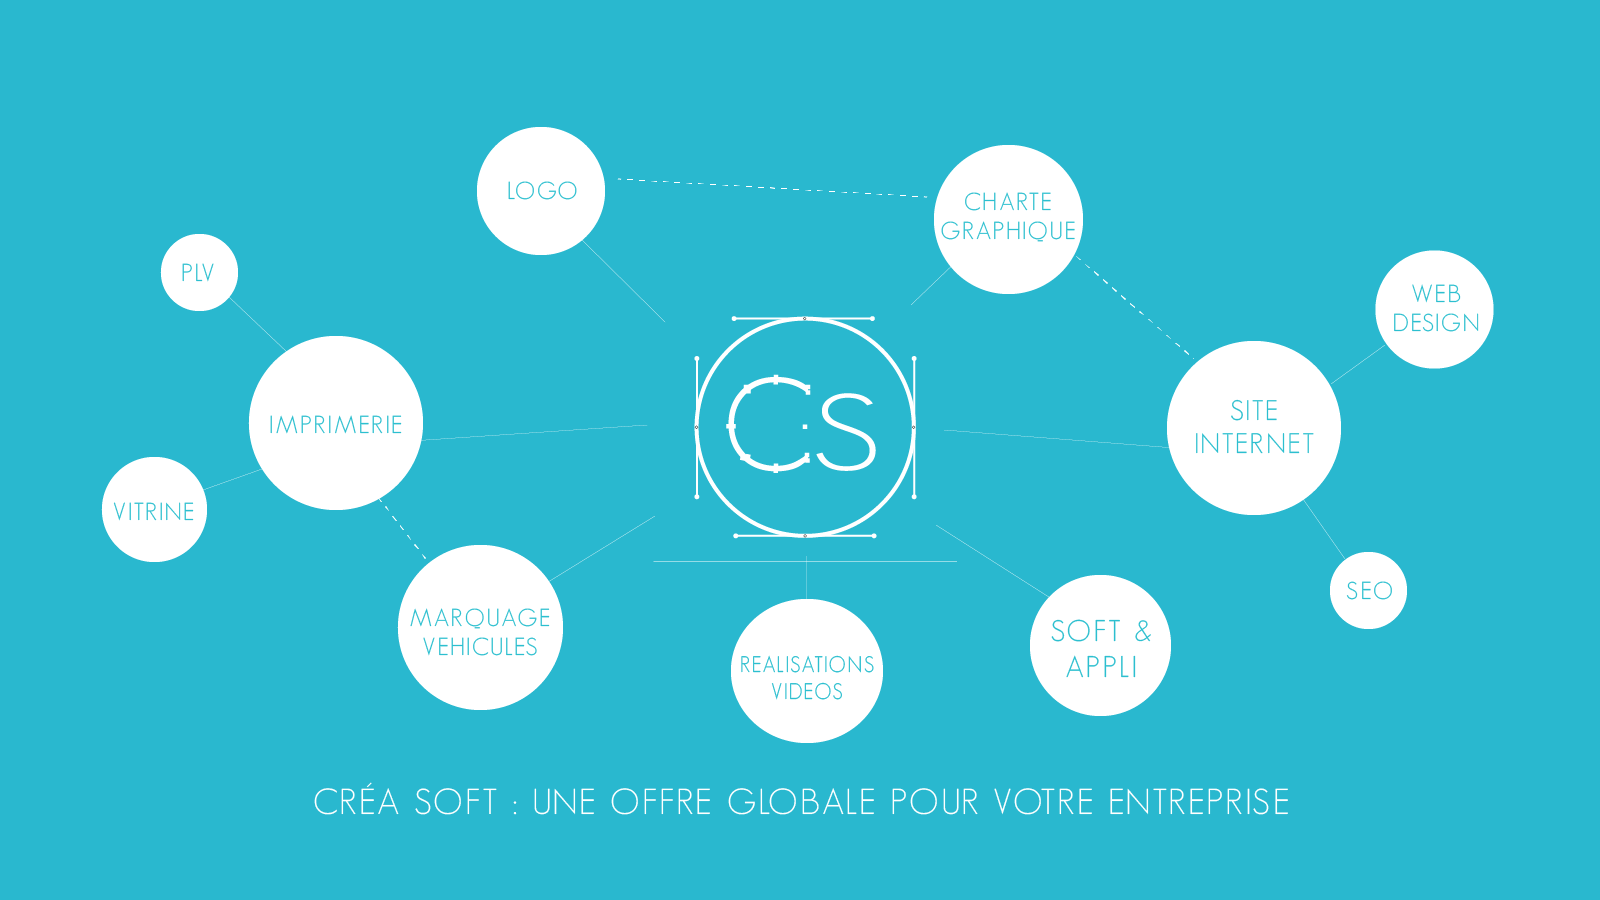 LOGO
CHARTE
GRAPHIQUE
PLV
WEB
DESIGN
IMPRIMERIE
Cs
SITE
INTERNET
VITRINE
SEO
MARQUAGE
VEHICULES
REALISATIONS
VIDEOS
SOFT &
APPLI
CRÉA SOFT : UNE OFFRE GLOBALE POUR VOTRE ENTREPRISE